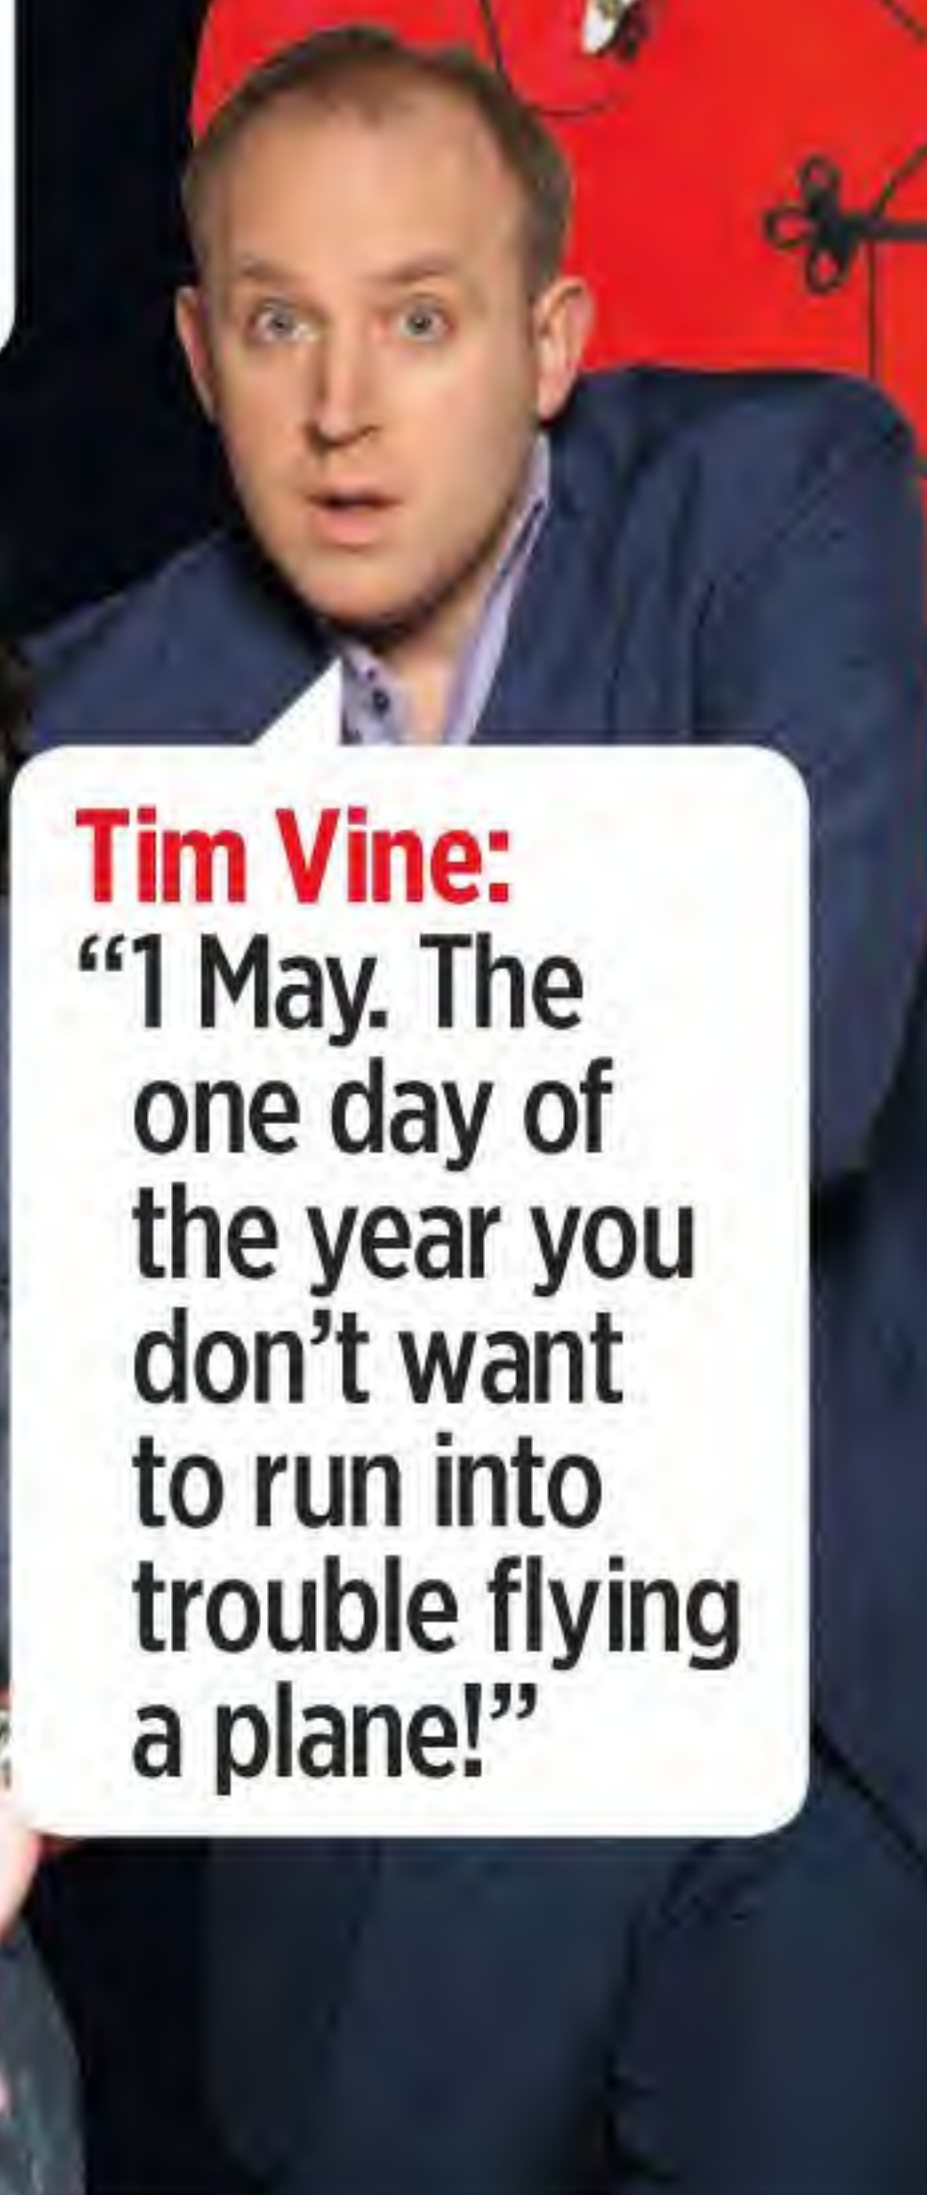 Tim Vine:
“1 May. The
one day of
the year you
don’t want
to run into
trouble flying
a plane!”